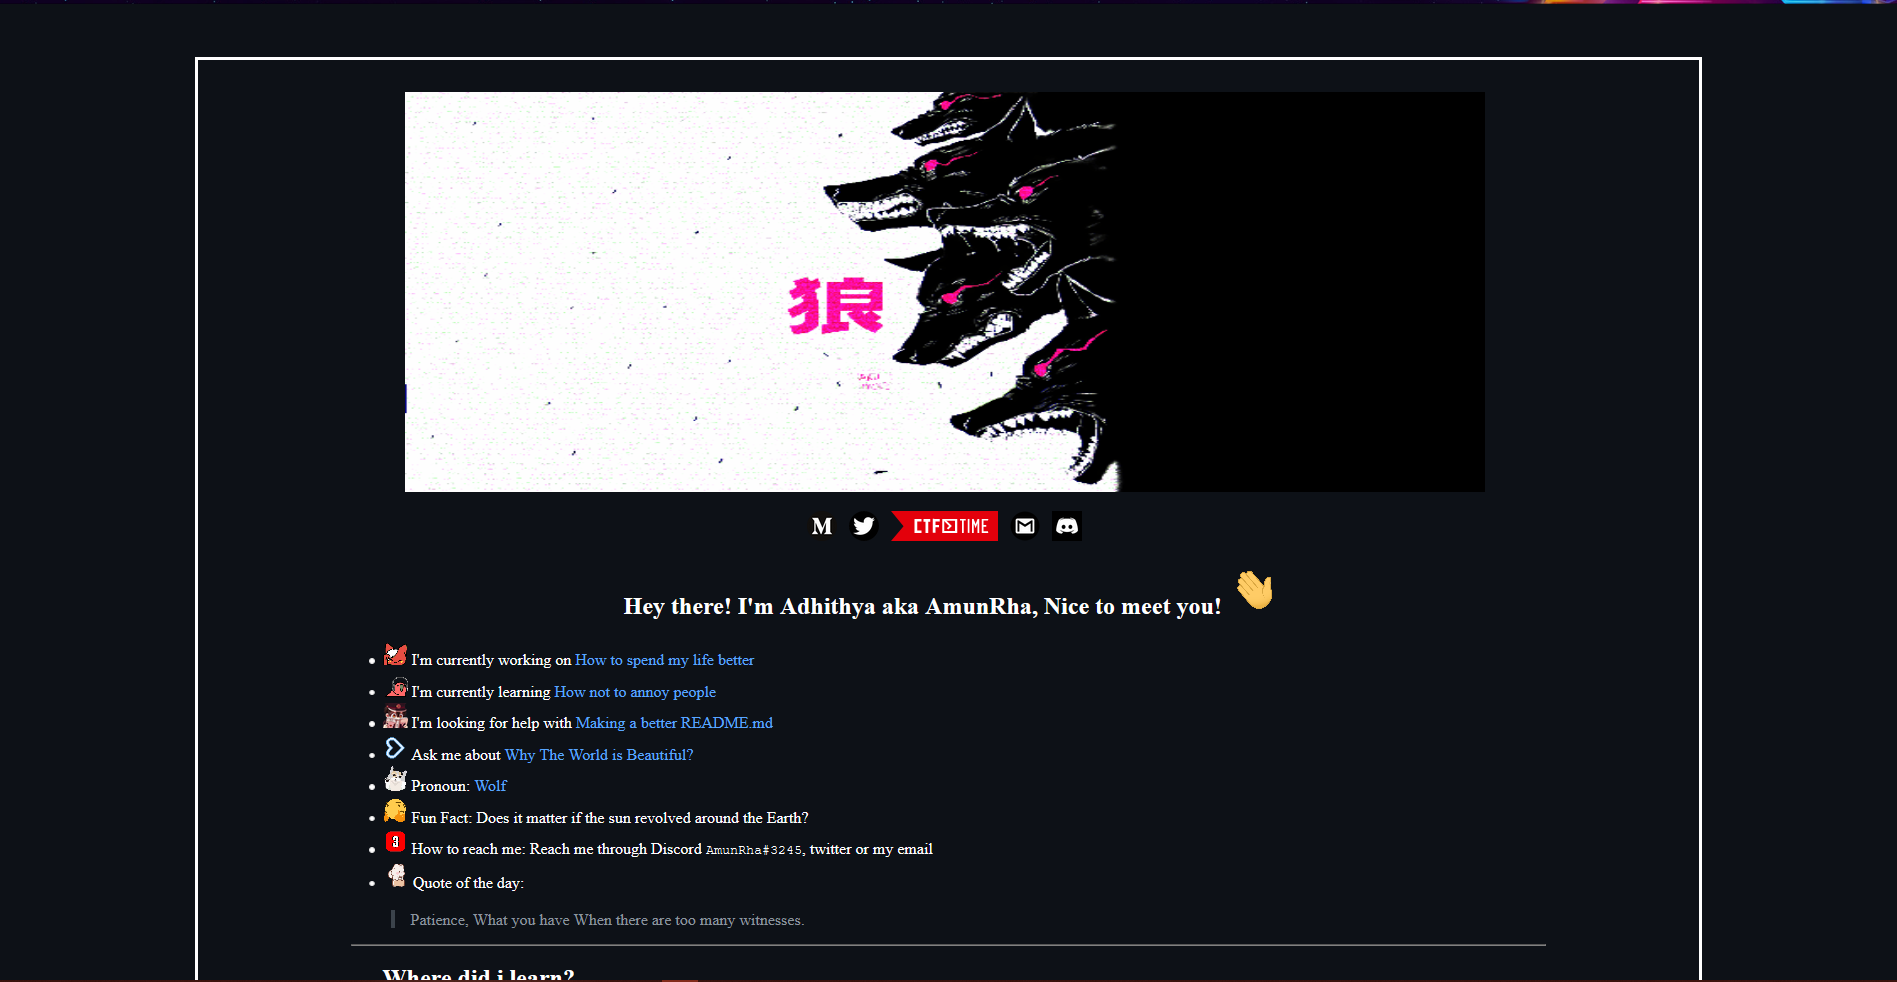 狼
M
CTF TIME
Hey there! I'm Adhithya aka AmunRha, Nice to meet you!
I'm currently working on How to spend my life better
I'm currently learning How not to annoy people
I'm looking for help with Making a better README.md
Ask me about Why The World is Beautiful?
Pronoun: Wolf
Fun Fact: Does it matter if the sun revolved around the Earth?
How to reach me: Reach me through Discord AmunRha#3245, twitter or my email
Quote of the day:
Patience, What you have When there are too many witnesses.
Where did i learn?